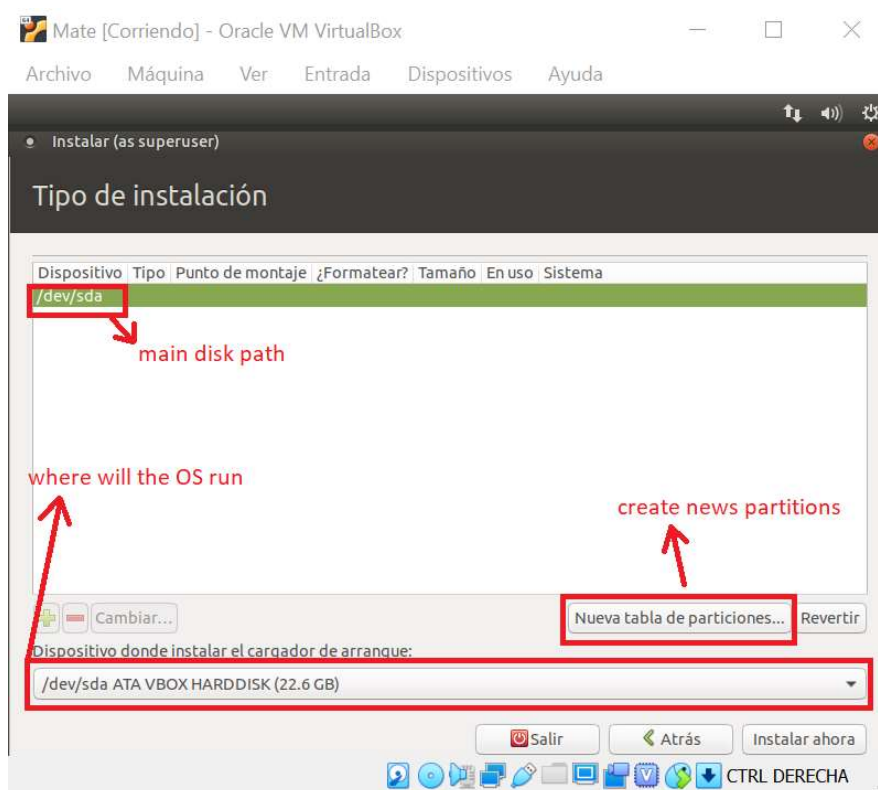 Mate [Corriendo] - Oracle VM VirtualBox
Archivo Máquina Ver Entrada Dispositivos Ayuda
Instalar (as superuser)
Tipo de instalación
Dispositivo Tipo Punto de montaje ¿Formatear? Tamaño En uso Sistema
/dev/sda
main disk path
where will the OS run
create news partitions
Cambiar... Nueva tabla de particiones... Revertir
Dispositivo donde instalar el cargador de arranque:
/dev/sda ATA VBOX HARDDISK (22.6 GB)
Salir Atrás Instalar ahora
CTRL DERECHA